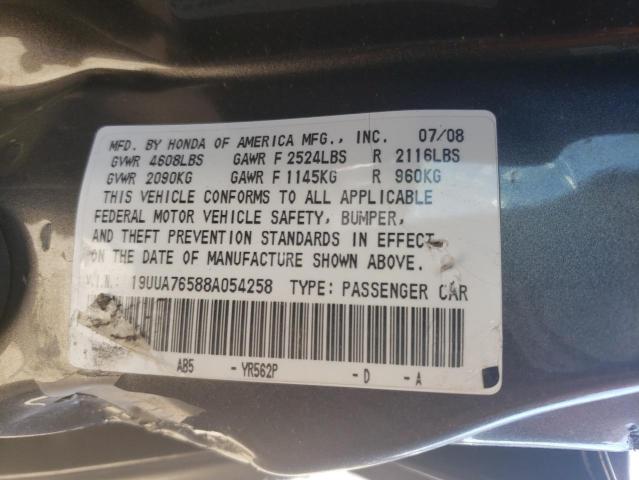 MFD. BY HONDA OF AMERICA MFG., INC. 07/08
GVWR 4608LBS GAWR F 2524LBS R 2116LBS
GVWR 2090KG GAWR F 1145KG R 960KG
THIS VEHICLE CONFORMS TO ALL APPLICABLE
FEDERAL MOTOR VEHICLE SAFETY, BUMPER,
AND THEFT PREVENTION STANDARDS IN EFFECT
ON THE DATE OF MANUFACTURE SHOWN ABOVE.
V.I.N.: 19UUA76588A054258 TYPE: PASSENGER CAR
AB5 - YR562P - D - A